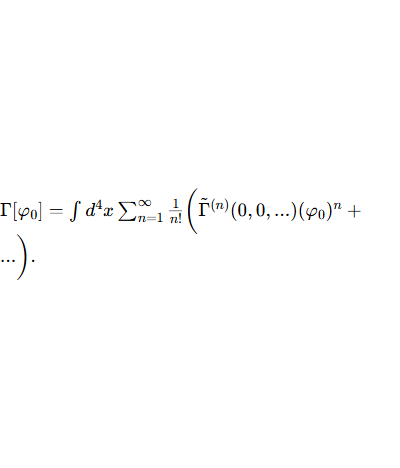 Γ[φ₀] = ∫ d⁴x ∑ₙ₌₁^∞ 1/n! (Γ̃⁽ⁿ⁾(0, 0, ...)(φ₀)ⁿ +
...).